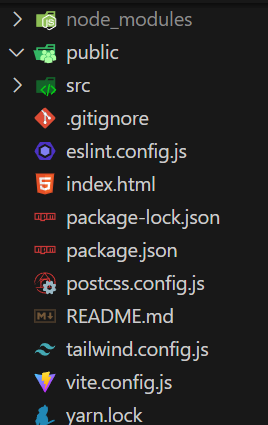 node_modules
public
src
.gitignore
eslint.config.js
index.html
package-lock.json
package.json
postcss.config.js
README.md
tailwind.config.js
vite.config.js
yarn.lock